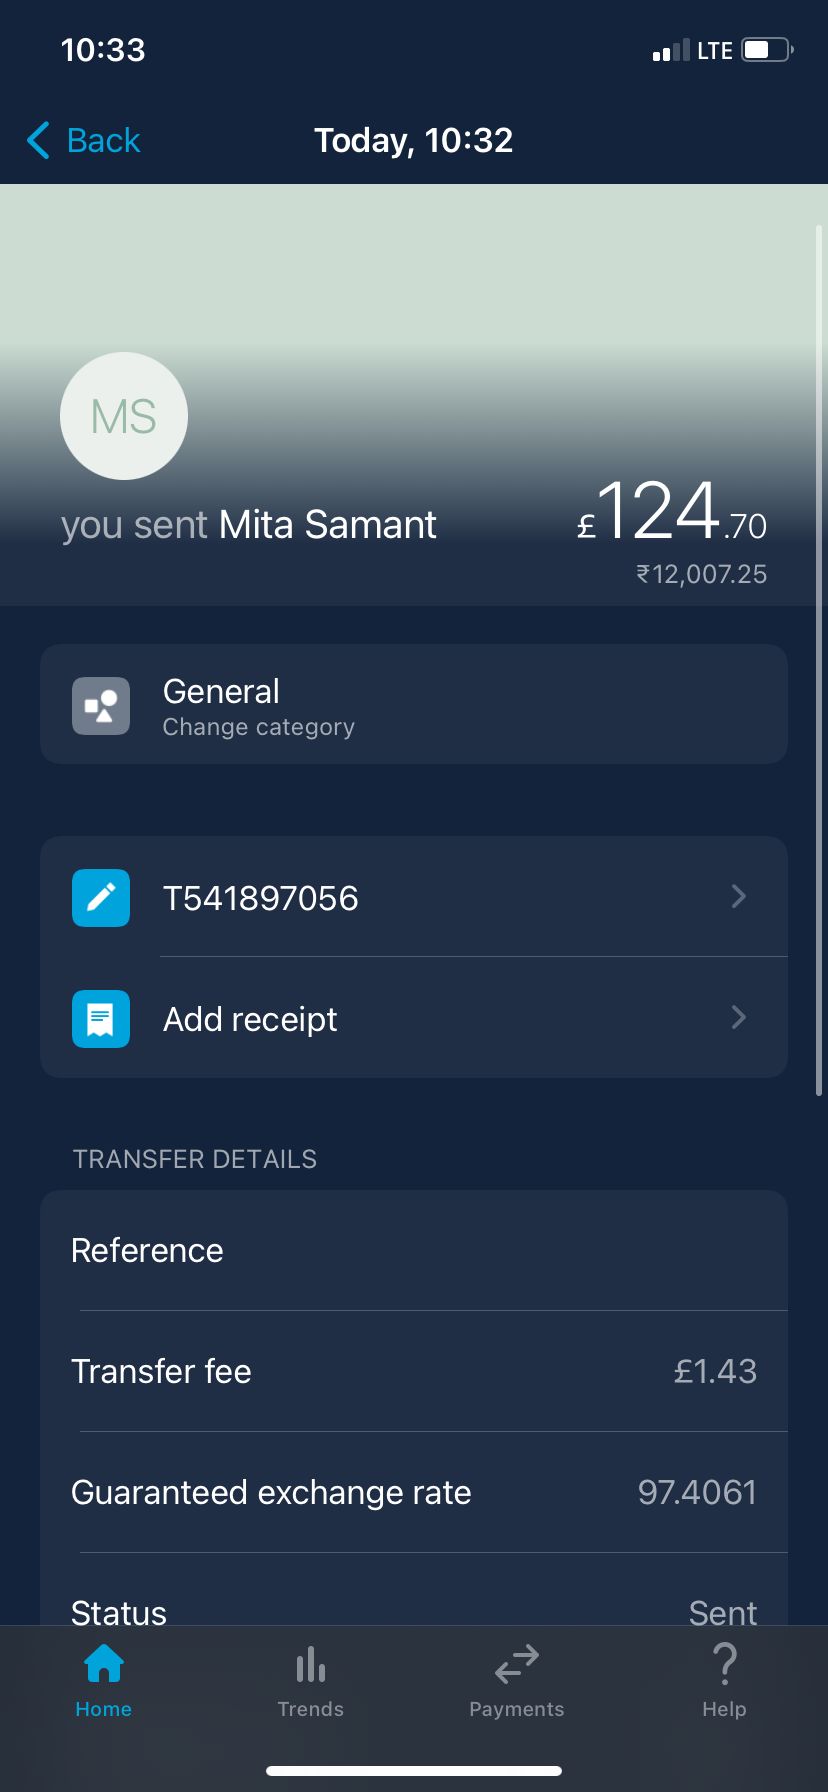 10:33
LTE
Back
Today, 10:32
MS
you sent Mita Samant
£124.70
₹12,007.25
General
Change category
T541897056
Add receipt
TRANSFER DETAILS
Reference
Transfer fee £1.43
Guaranteed exchange rate 97.4061
Status Sent
Home Trends Payments Help